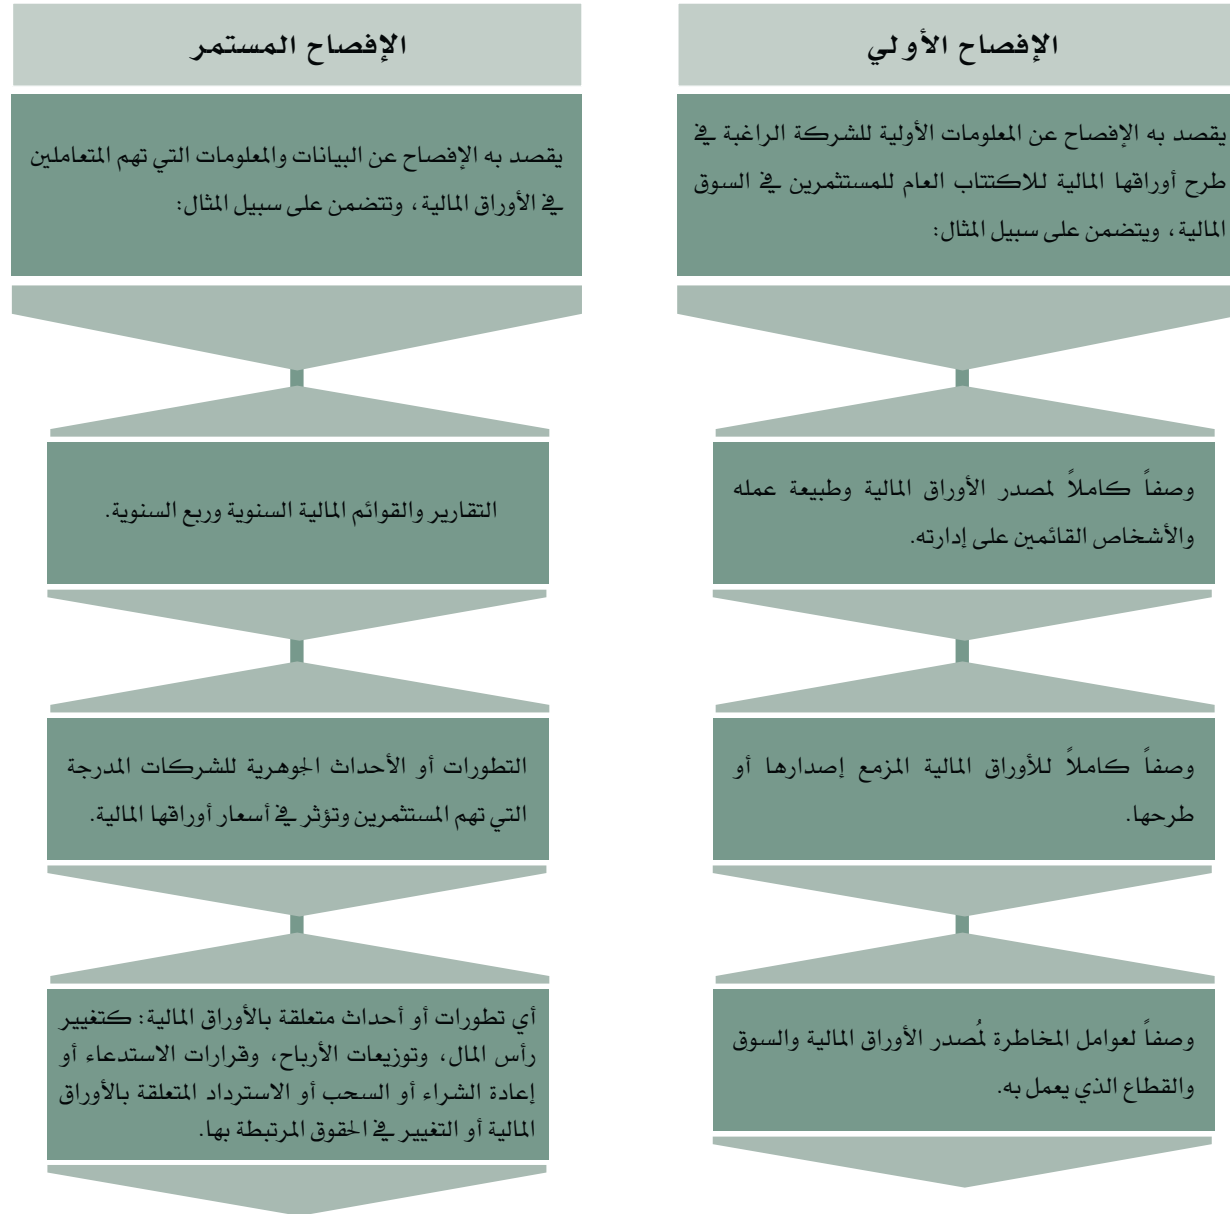 الإفصاح الأولي
يقصد به الإفصاح عن المعلومات الأولية للشركة الراغبة في
طرح أوراقها المالية للاكتتاب العام للمستثمرين في السوق
المالية، ويتضمن على سبيل المثال:
وصفاً كاملاً لمصدر الأوراق المالية وطبيعة عمله
والأشخاص القائمين على إدارته.
وصفاً كاملاً للأوراق المالية المزمع إصدارها أو
طرحها.
وصفاً لعوامل المخاطرة لمُصدر الأوراق المالية والسوق
والقطاع الذي يعمل به.
الإفصاح المستمر
يقصد به الإفصاح عن البيانات والمعلومات التي تهم المتعاملين
في الأوراق المالية، وتتضمن على سبيل المثال:
التقارير والقوائم المالية السنوية وربع السنوية.
التطورات أو الأحداث الجوهرية للشركات المدرجة
التي تهم المستثمرين وتؤثر في أسعار أوراقها المالية.
أي تطورات أو أحداث متعلقة بالأوراق المالية: كتغيير
رأس المال، وتوزيعات الأرباح، وقرارات الاستدعاء أو
إعادة الشراء أو السحب أو الاسترداد المتعلقة بالأوراق
المالية أو التغيير في الحقوق المرتبطة بها.